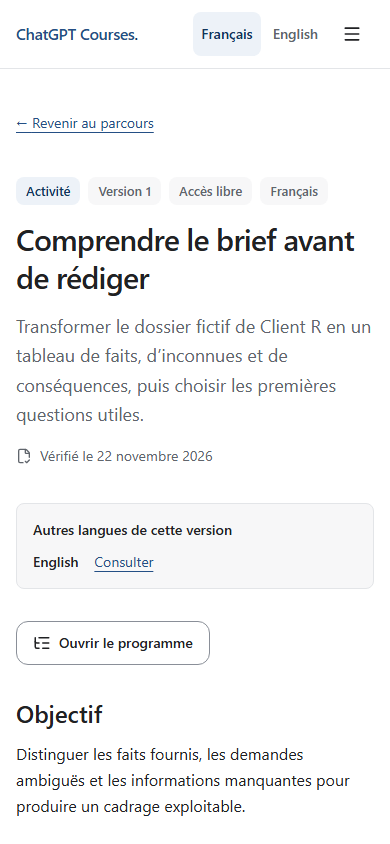 ChatGPT Courses.
Français
English
← Revenir au parcours
Activité
Version 1
Accès libre
Français
Comprendre le brief avant
de rédiger
Transformer le dossier fictif de Client R en un
tableau de faits, d’inconnues et de
conséquences, puis choisir les premières
questions utiles.
Vérifié le 22 novembre 2026
Autres langues de cette version
English Consulter
Ouvrir le programme
Objectif
Distinguer les faits fournis, les demandes
ambiguës et les informations manquantes pour
produire un cadrage exploitable.